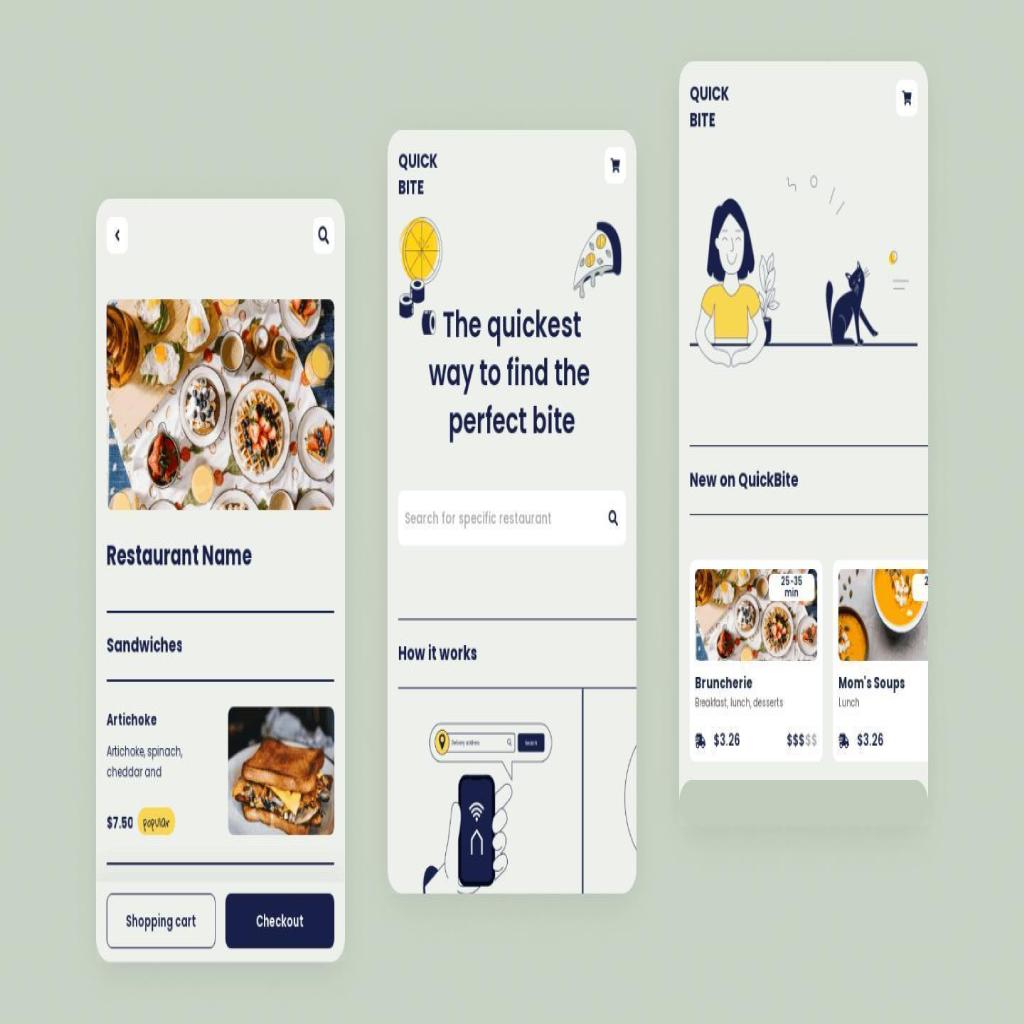 Restaurant Name
Sandwiches
Artichoke
Artichoke, spinach,
cheddar and
$7.50 popular
Shopping cart
Checkout
QUICK
BITE
The quickest
way to find the
perfect bite
Search for specific restaurant
How it works
Delivery address
QUICK
BITE
New on QuickBite
25-35
min
Bruncherie
Breakfast, lunch, desserts
$3.26 $$$$$
2
Mom's Soups
Lunch
$3.26